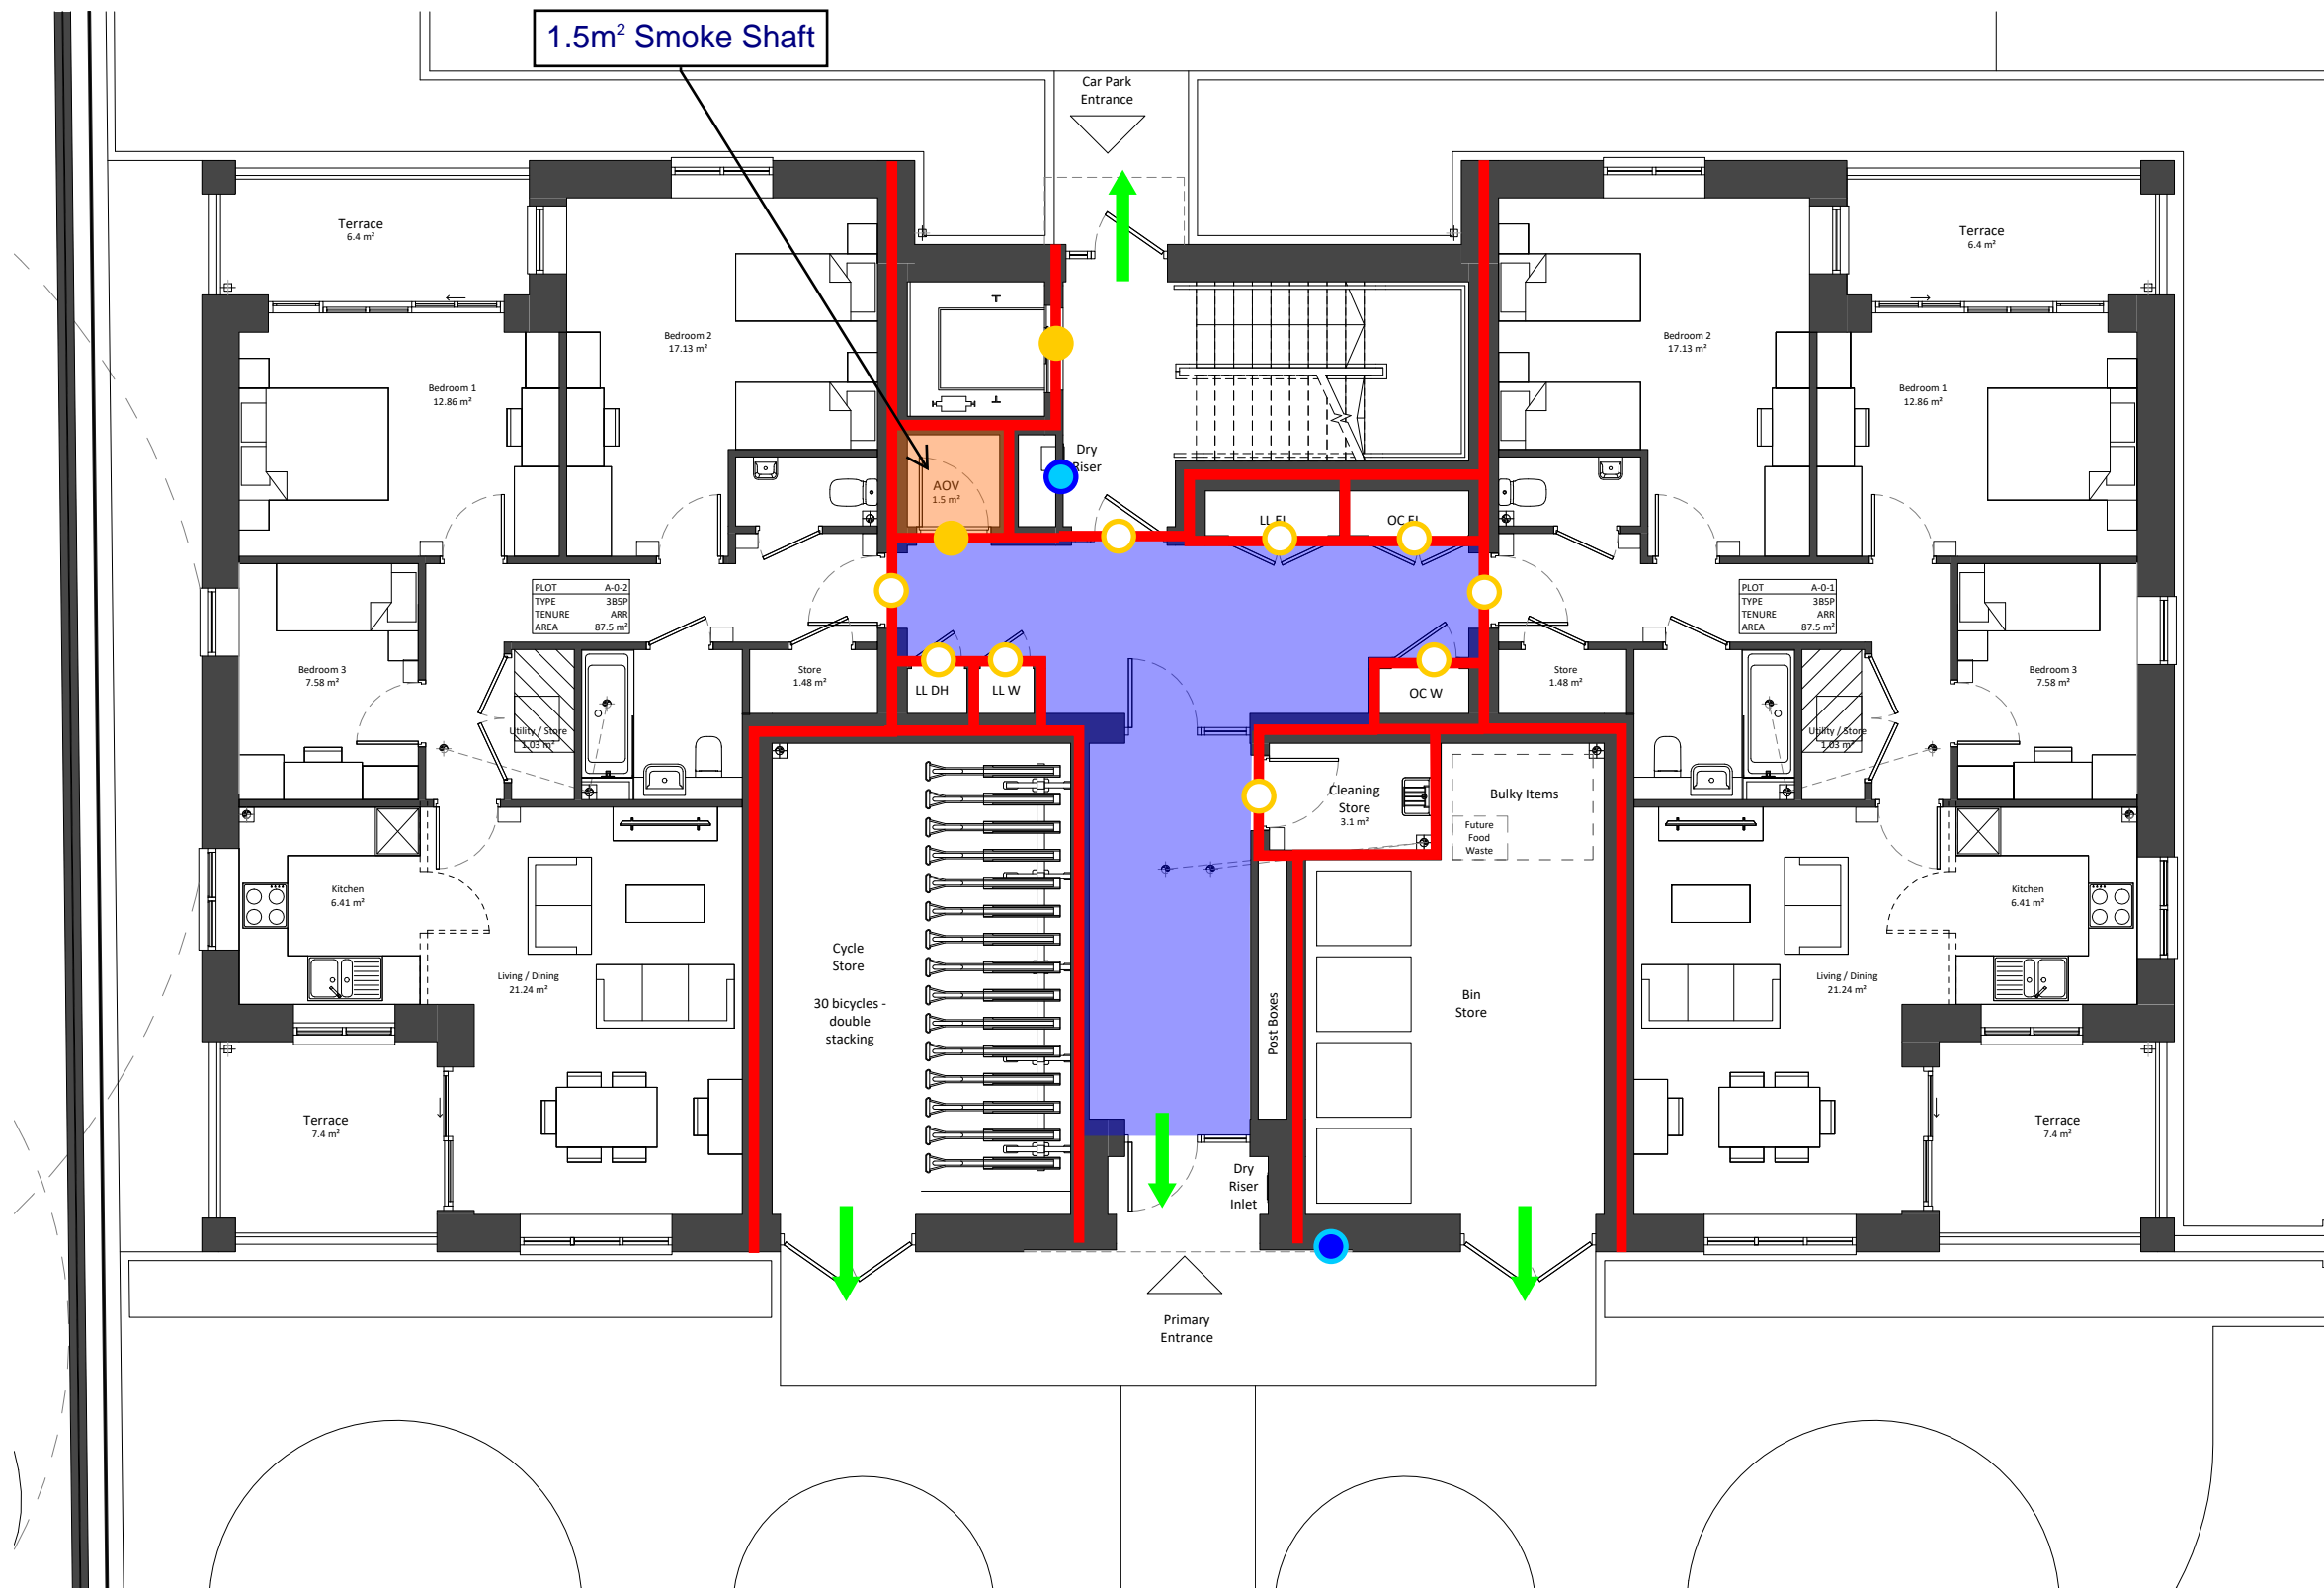 1.5m² Smoke Shaft
Car Park
Entrance
Terrace
6.4 m²
Terrace
6.4 m²
Bedroom 2
17.13 m²
Bedroom 2
17.13 m²
Bedroom 1
12.86 m²
Bedroom 1
12.86 m²
Dry
Riser
AOV
1.5 m²
LL EL
OC EL
PLOT A-0-2
TYPE 3B5P
TENURE ARR
AREA 87.5 m²
PLOT A-0-1
TYPE 3B5P
TENURE ARR
AREA 87.5 m²
Bedroom 3
7.58 m²
Store
1.48 m²
LL DH
LL W
OC W
Store
1.48 m²
Bedroom 3
7.58 m²
Utility / Store
1.03 m²
Utility / Store
1.03 m²
Cleaning
Store
3.1 m²
Bulky Items
Future
Food
Waste
Kitchen
6.41 m²
Kitchen
6.41 m²
Cycle
Store
30 bicycles -
double
stacking
Living / Dining
21.24 m²
Living / Dining
21.24 m²
Post Boxes
Bin
Store
Terrace
7.4 m²
Terrace
7.4 m²
Dry
Riser
Inlet
Primary
Entrance